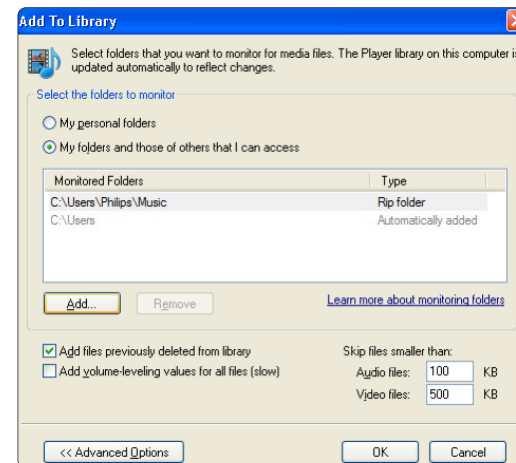 Add To Library
Select folders that you want to monitor for media files. The Player library on this computer
updated automatically to reflect changes.
Select the folders to monitor
My personal folders
My folders and those of others that I can access
Monitored Folders Type
C:\Users\Philips\Music Rip folder
C:\Users Automatically added
Add... Remove Learn more about monitoring folders
Add files previously deleted from library Skip files smaller than:
Add volume-leveling values for all files (slow) Audio files: 100 KB
Video files: 500 KB
<< Advanced Options OK Cancel